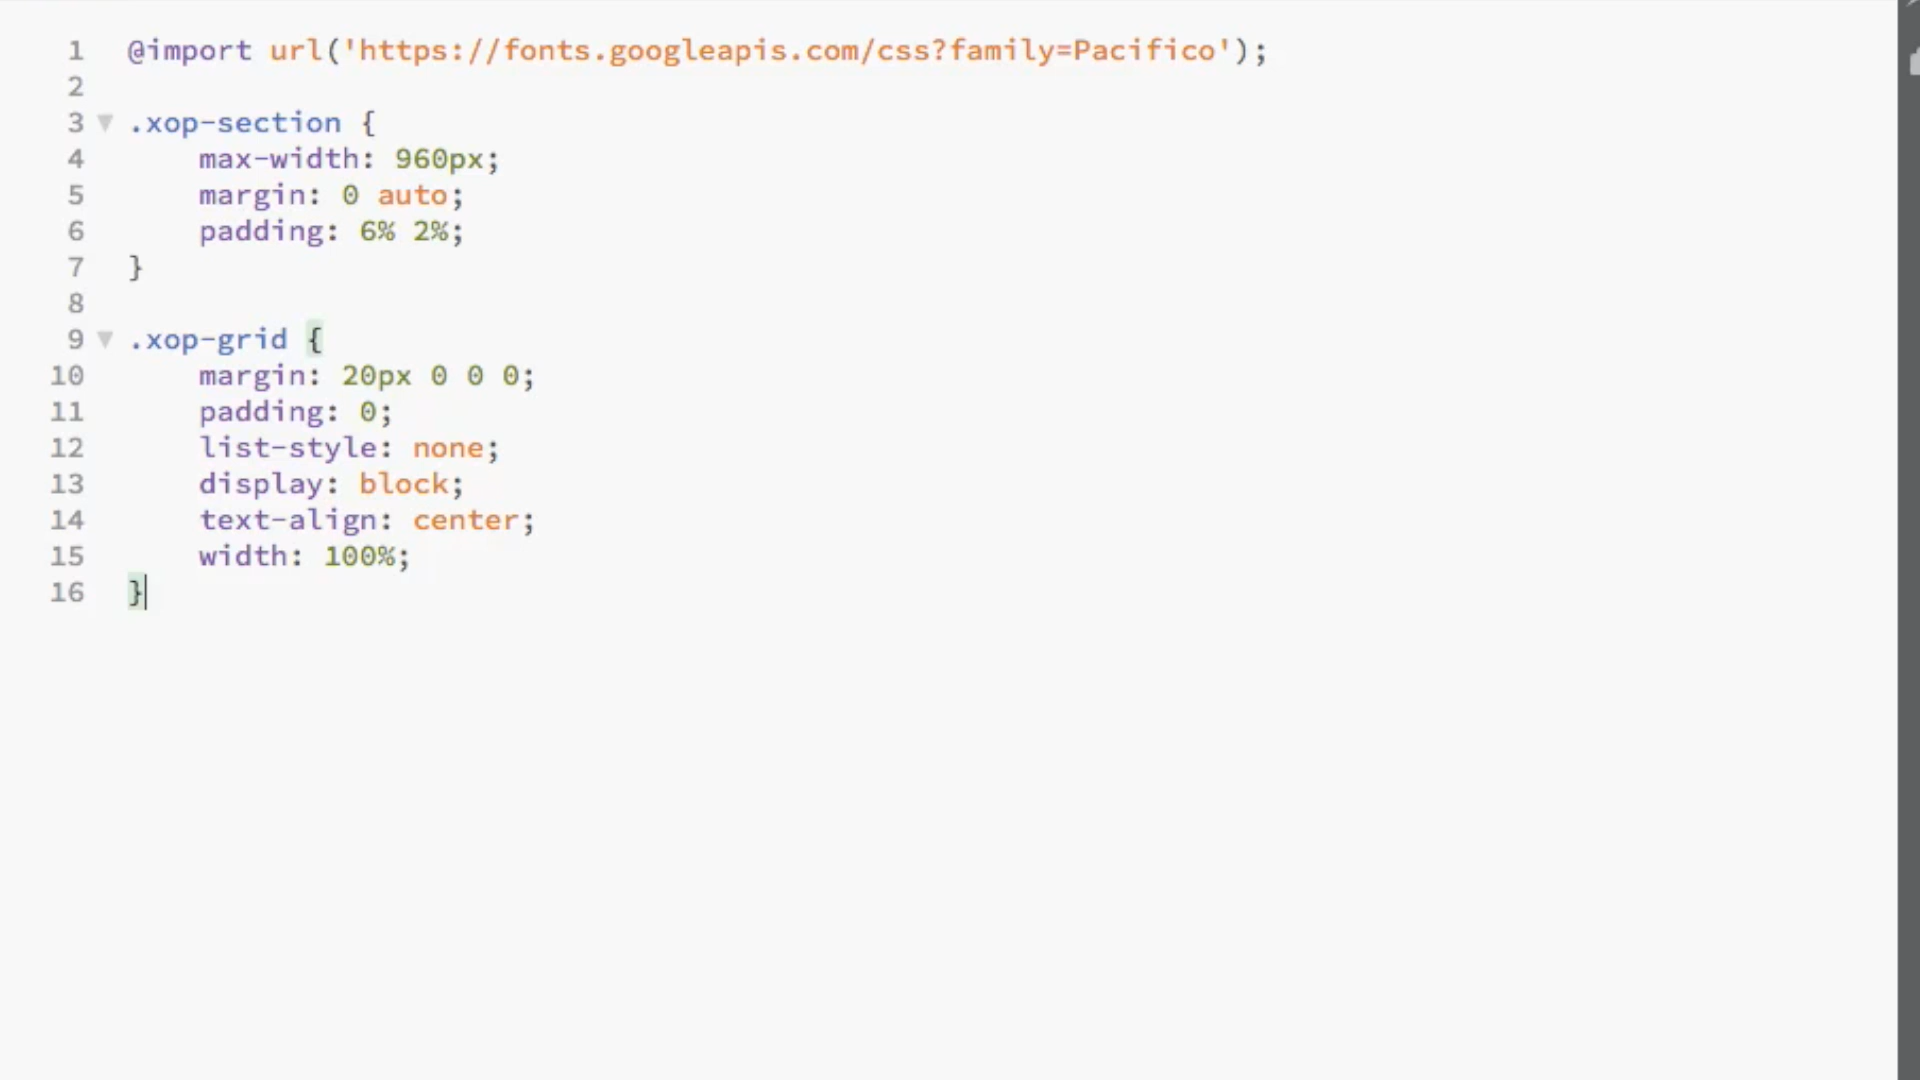 1 @import url('https://fonts.googleapis.com/css?family=Pacifico');
2
3 .xop-section {
4     max-width: 960px;
5     margin: 0 auto;
6     padding: 6% 2%;
7 }
8
9 .xop-grid {
10     margin: 20px 0 0 0;
11     padding: 0;
12     list-style: none;
13     display: block;
14     text-align: center;
15     width: 100%;
16 }